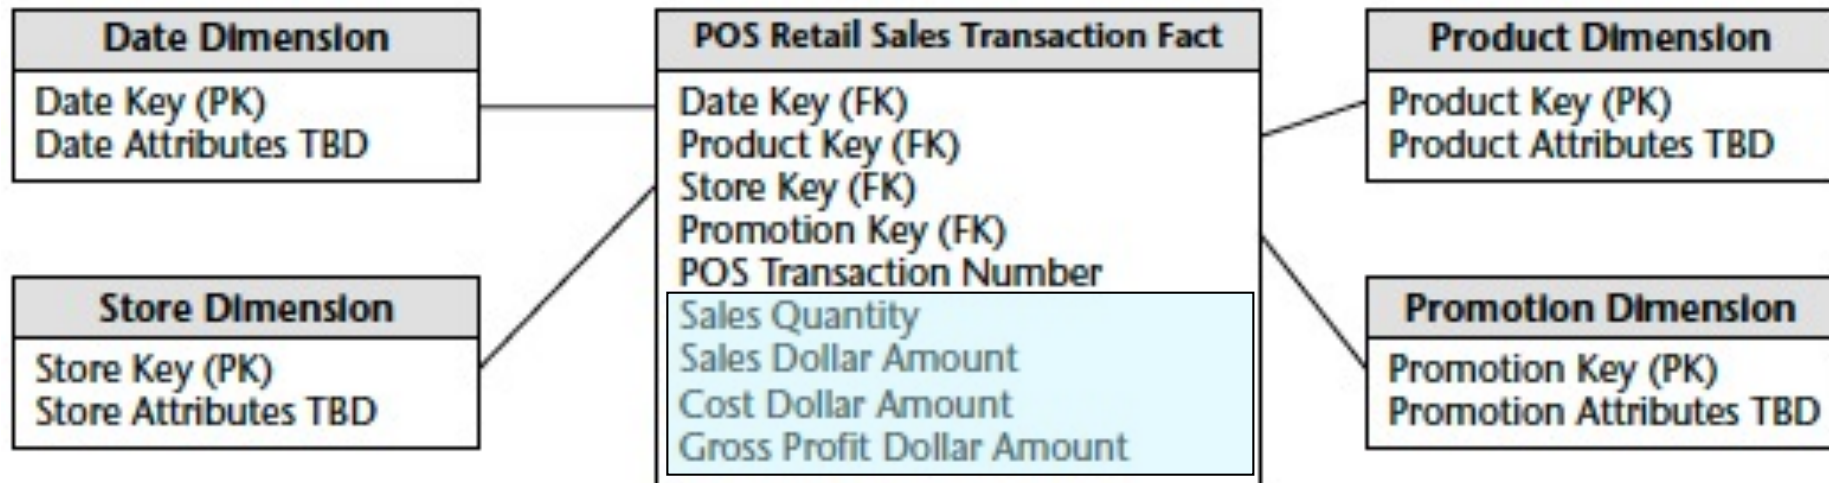 Date Dimension
Date Key (PK)
Date Attributes TBD
Store Dimension
Store Key (PK)
Store Attributes TBD
POS Retail Sales Transaction Fact
Date Key (FK)
Product Key (FK)
Store Key (FK)
Promotion Key (FK)
POS Transaction Number
Sales Quantity
Sales Dollar Amount
Cost Dollar Amount
Gross Profit Dollar Amount
Product Dimension
Product Key (PK)
Product Attributes TBD
Promotion Dimension
Promotion Key (PK)
Promotion Attributes TBD